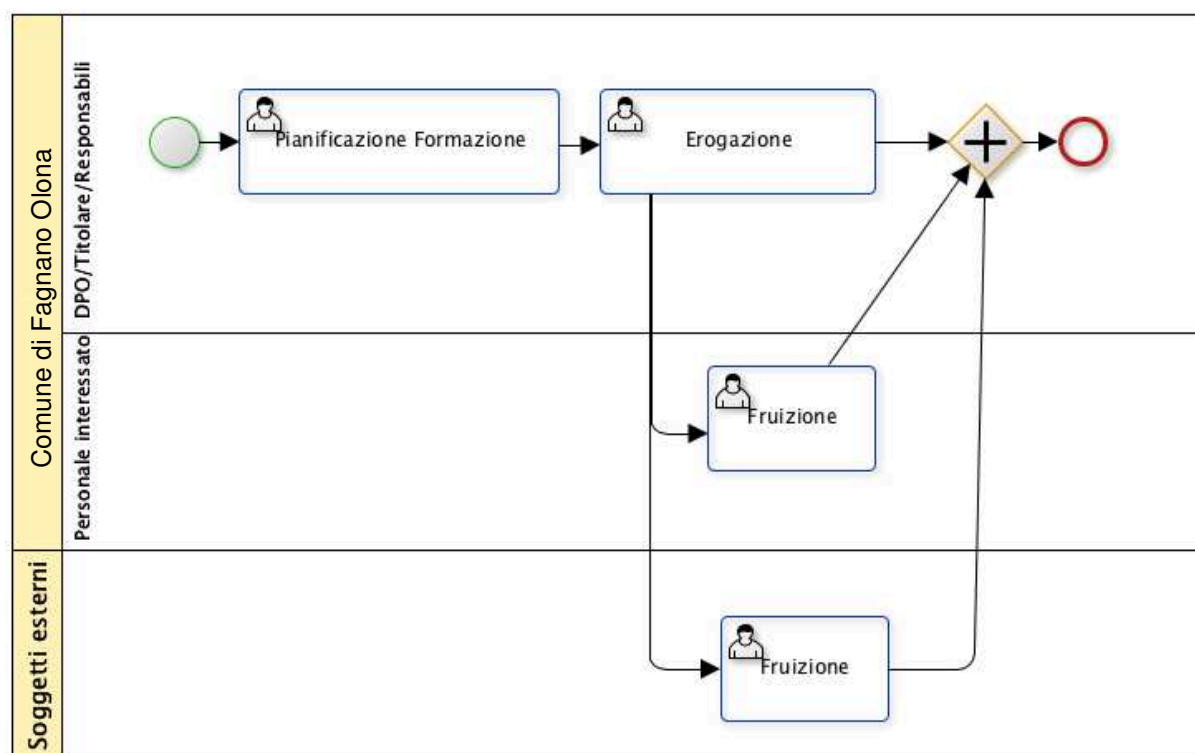 Comune di Fagnano Olona
DPO/Titolare/Responsabili
Pianificazione Formazione
Erogazione
Personale interessato
Fruizione
Soggetti esterni
Fruizione